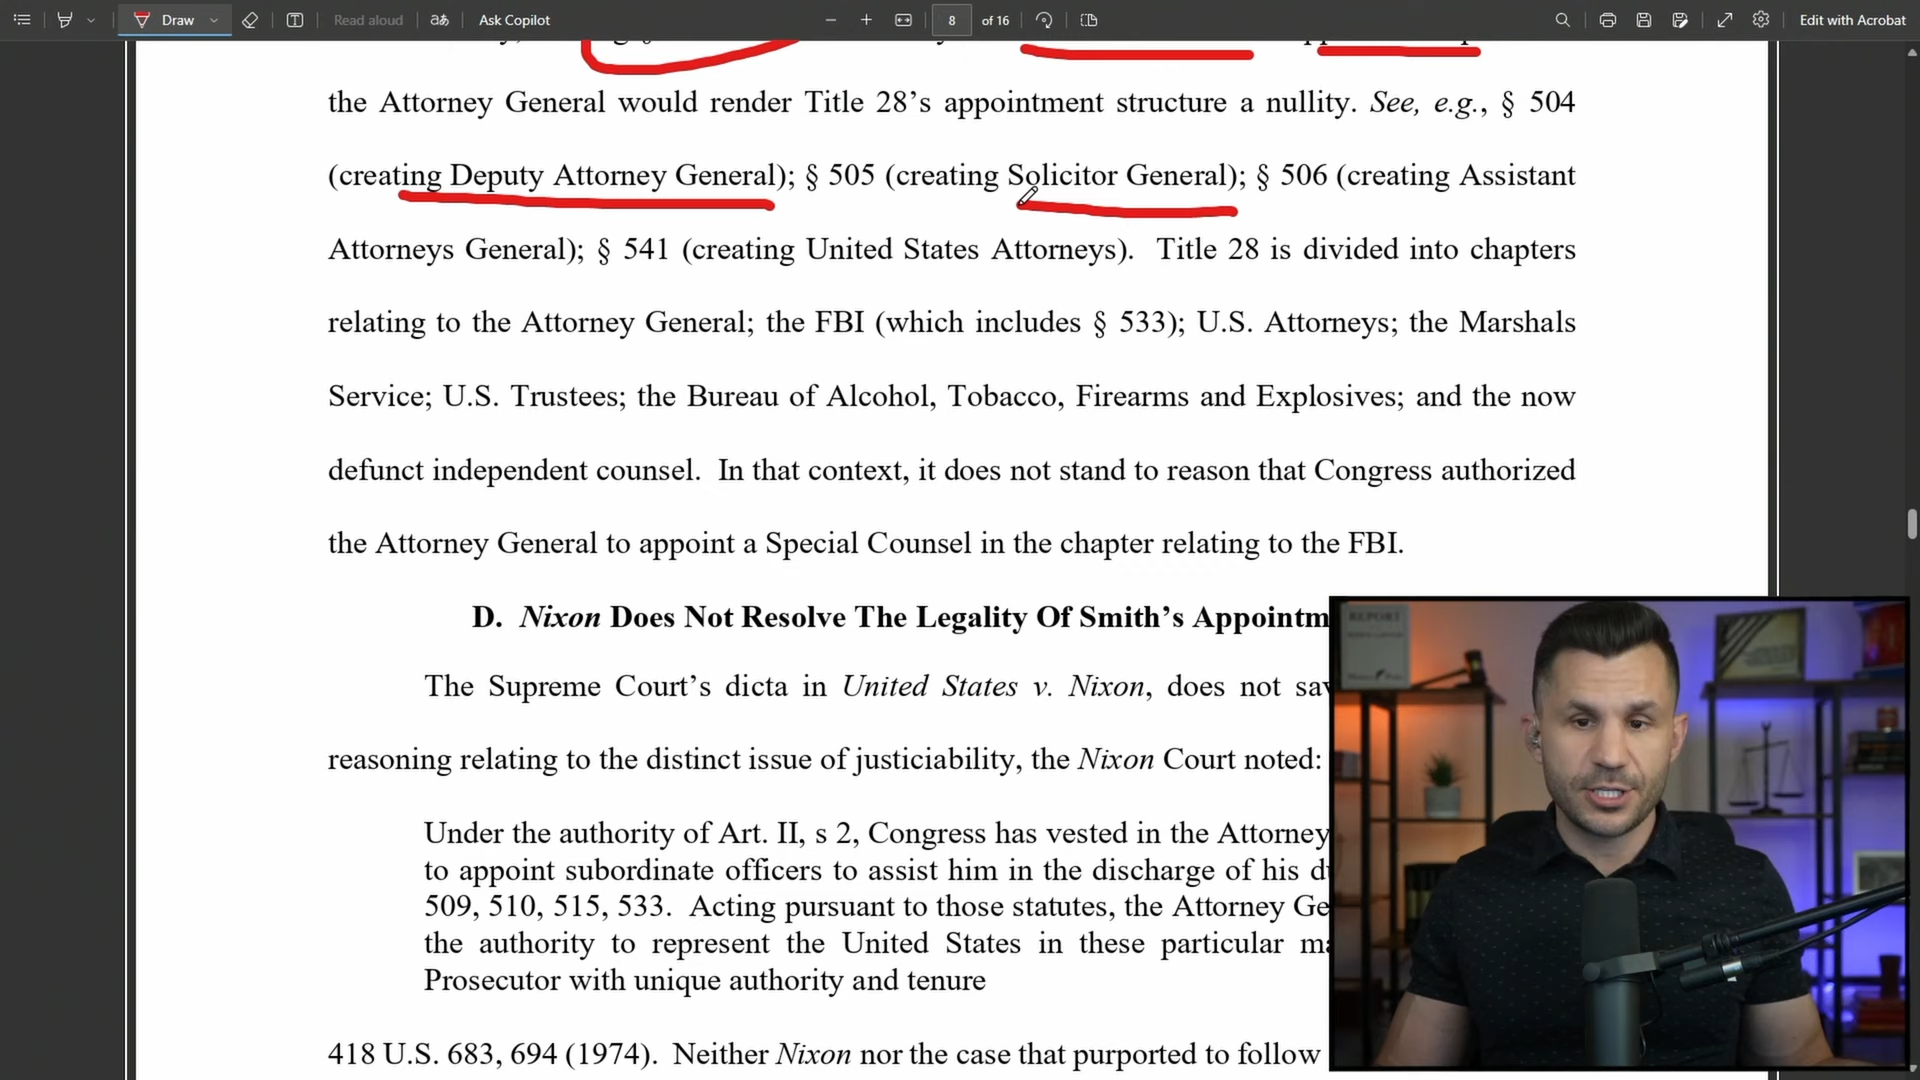 Draw
Read aloud
aあ
Ask Copilot
8 of 16
Edit with Acrobat
the Attorney General would render Title 28’s appointment structure a nullity. See, e.g., § 504
(creating Deputy Attorney General); § 505 (creating Solicitor General); § 506 (creating Assistant
Attorneys General); § 541 (creating United States Attorneys). Title 28 is divided into chapters
relating to the Attorney General; the FBI (which includes § 533); U.S. Attorneys; the Marshals
Service; U.S. Trustees; the Bureau of Alcohol, Tobacco, Firearms and Explosives; and the now
defunct independent counsel. In that context, it does not stand to reason that Congress authorized
the Attorney General to appoint a Special Counsel in the chapter relating to the FBI.
D. Nixon Does Not Resolve The Legality Of Smith’s Appointm
The Supreme Court’s dicta in United States v. Nixon, does not sav
reasoning relating to the distinct issue of justiciability, the Nixon Court noted:
Under the authority of Art. II, s 2, Congress has vested in the Attorney
to appoint subordinate officers to assist him in the discharge of his du
509, 510, 515, 533. Acting pursuant to those statutes, the Attorney Ge
the authority to represent the United States in these particular ma
Prosecutor with unique authority and tenure
418 U.S. 683, 694 (1974). Neither Nixon nor the case that purported to follow
REPORT